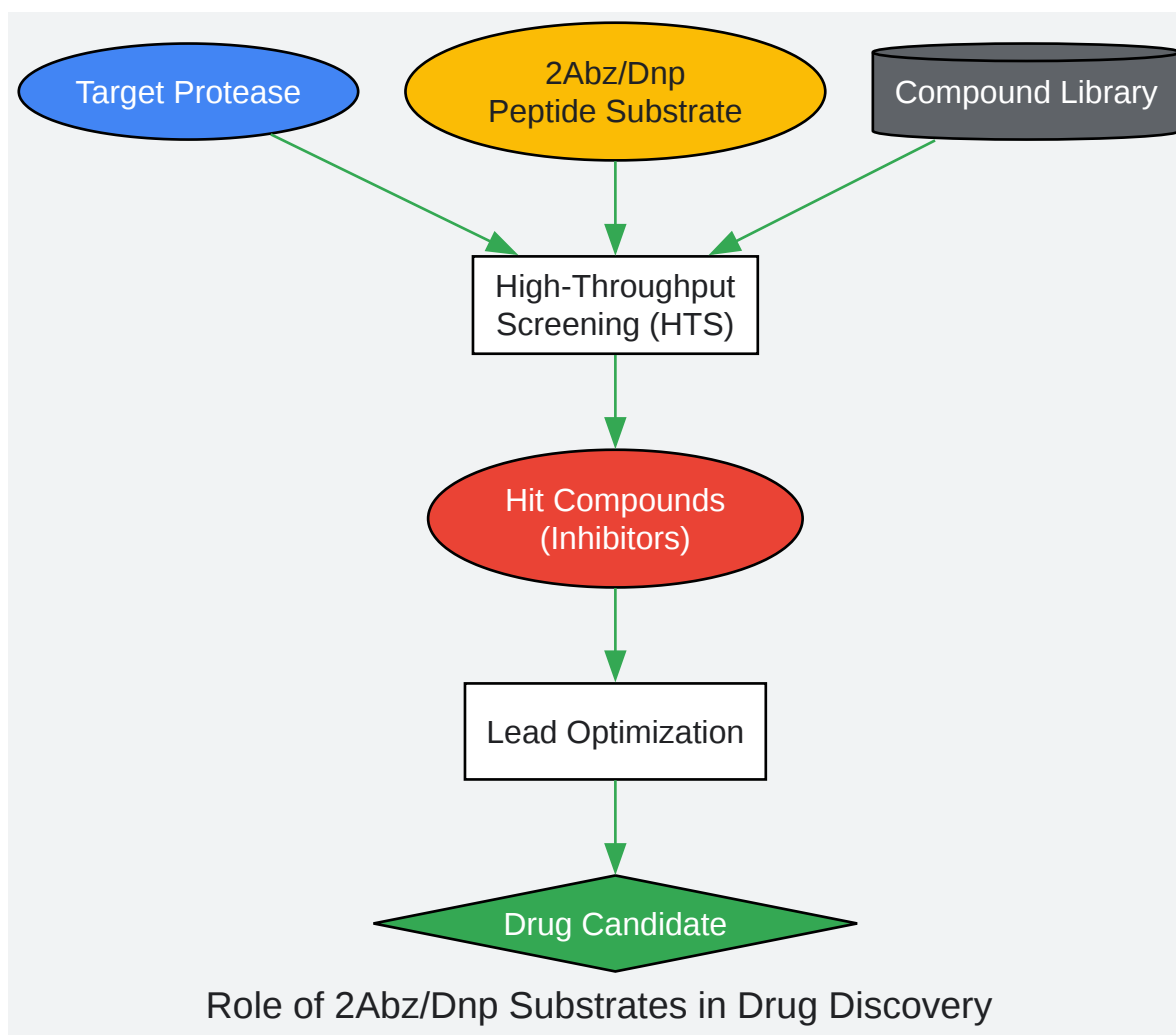 Target Protease
2Abz/Dnp
Peptide Substrate
Compound Library
High-Throughput
Screening (HTS)
Hit Compounds
(Inhibitors)
Lead Optimization
Drug Candidate
Role of 2Abz/Dnp Substrates in Drug Discovery